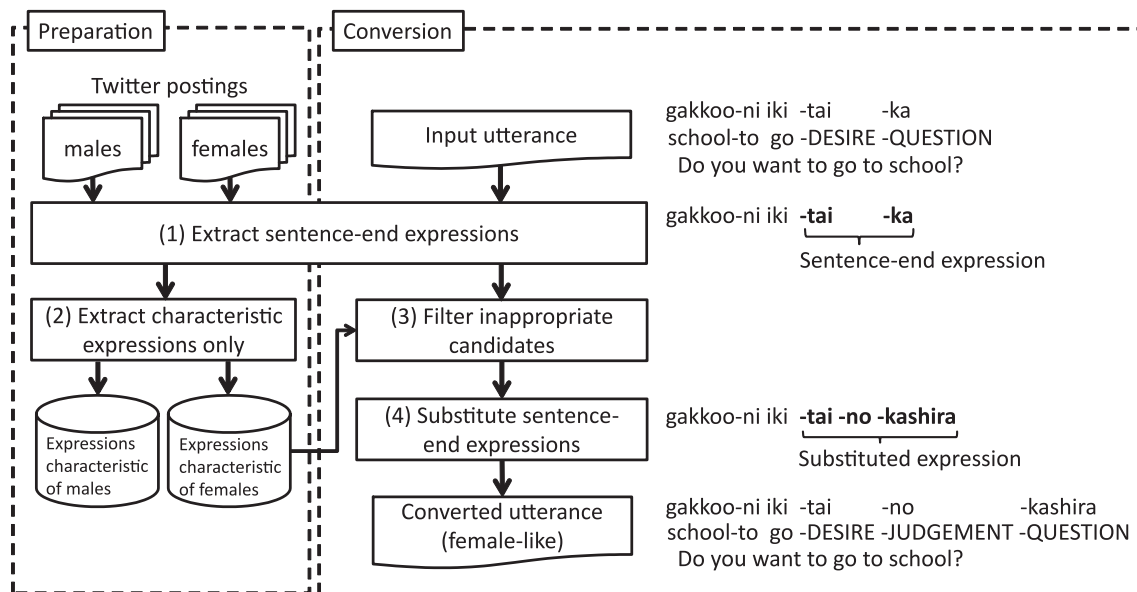 Preparation
Conversion
Twitter postings
males
females
Input utterance
gakkoo-ni iki -tai -ka
school-to go -DESIRE -QUESTION
Do you want to go to school?
(1) Extract sentence-end expressions
gakkoo-ni iki -tai -ka
Sentence-end expression
(2) Extract characteristic
expressions only
(3) Filter inappropriate
candidates
Expressions
characteristic
of males
Expressions
characteristic
of females
(4) Substitute sentence-
end expressions
gakkoo-ni iki -tai -no -kashira
Substituted expression
Converted utterance
(female-like)
gakkoo-ni iki -tai -no -kashira
school-to go -DESIRE -JUDGEMENT -QUESTION
Do you want to go to school?